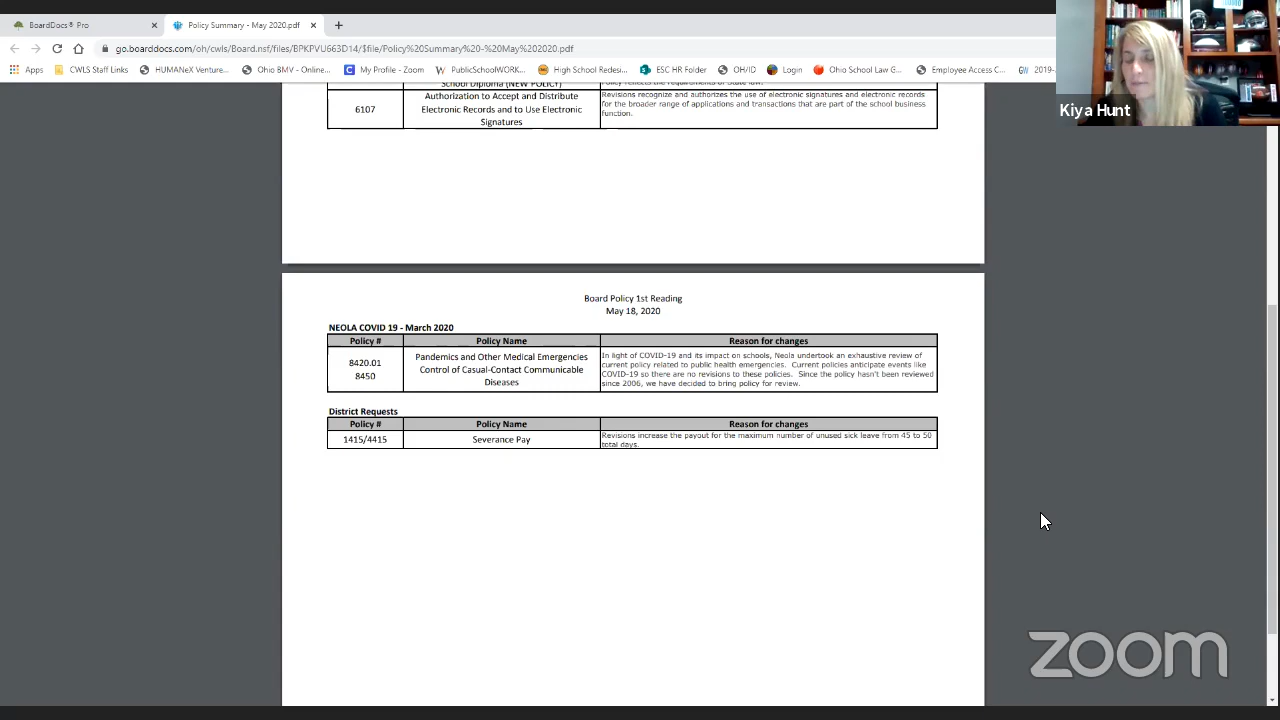 BoardDocs® Pro
Policy Summary - May 2020.pdf
go.boarddocs.com/oh/cwls/Board.nsf/files/BPKPVU663D14/$file/Policy%20Summary%20-%20May%202020.pdf
Apps CWLS Staff Links HUMANeX Venture... Ohio BMV - Online... My Profile - Zoom PublicSchoolWORK... High School Redesi... ESC HR Folder OH/ID Login Ohio School Law G... Employee Access C... 2019-
Kiya Hunt
School Diploma (NEW POLICY)
Policy reflects the requirements of State law.
6107
Authorization to Accept and Distribute
Electronic Records and to Use Electronic
Signatures
Revisions recognize and authorizes the use of electronic signatures and electronic records
for the broader range of applications and transactions that are part of the school business
function.
Board Policy 1st Reading
May 18, 2020
NEOLA COVID 19 - March 2020
Policy # Policy Name Reason for changes
8420.01
8450
Pandemics and Other Medical Emergencies
Control of Casual-Contact Communicable
Diseases
In light of COVID-19 and its impact on schools, Neola undertook an exhaustive review of
current policy related to public health emergencies. Current policies anticipate events like
COVID-19 so there are no revisions to these policies. Since the policy hasn't been reviewed
since 2006, we have decided to bring policy for review.
District Requests
Policy # Policy Name Reason for changes
1415/4415 Severance Pay
Revisions increase the payout for the maximum number of unused sick leave from 45 to 50
total days.
zoom